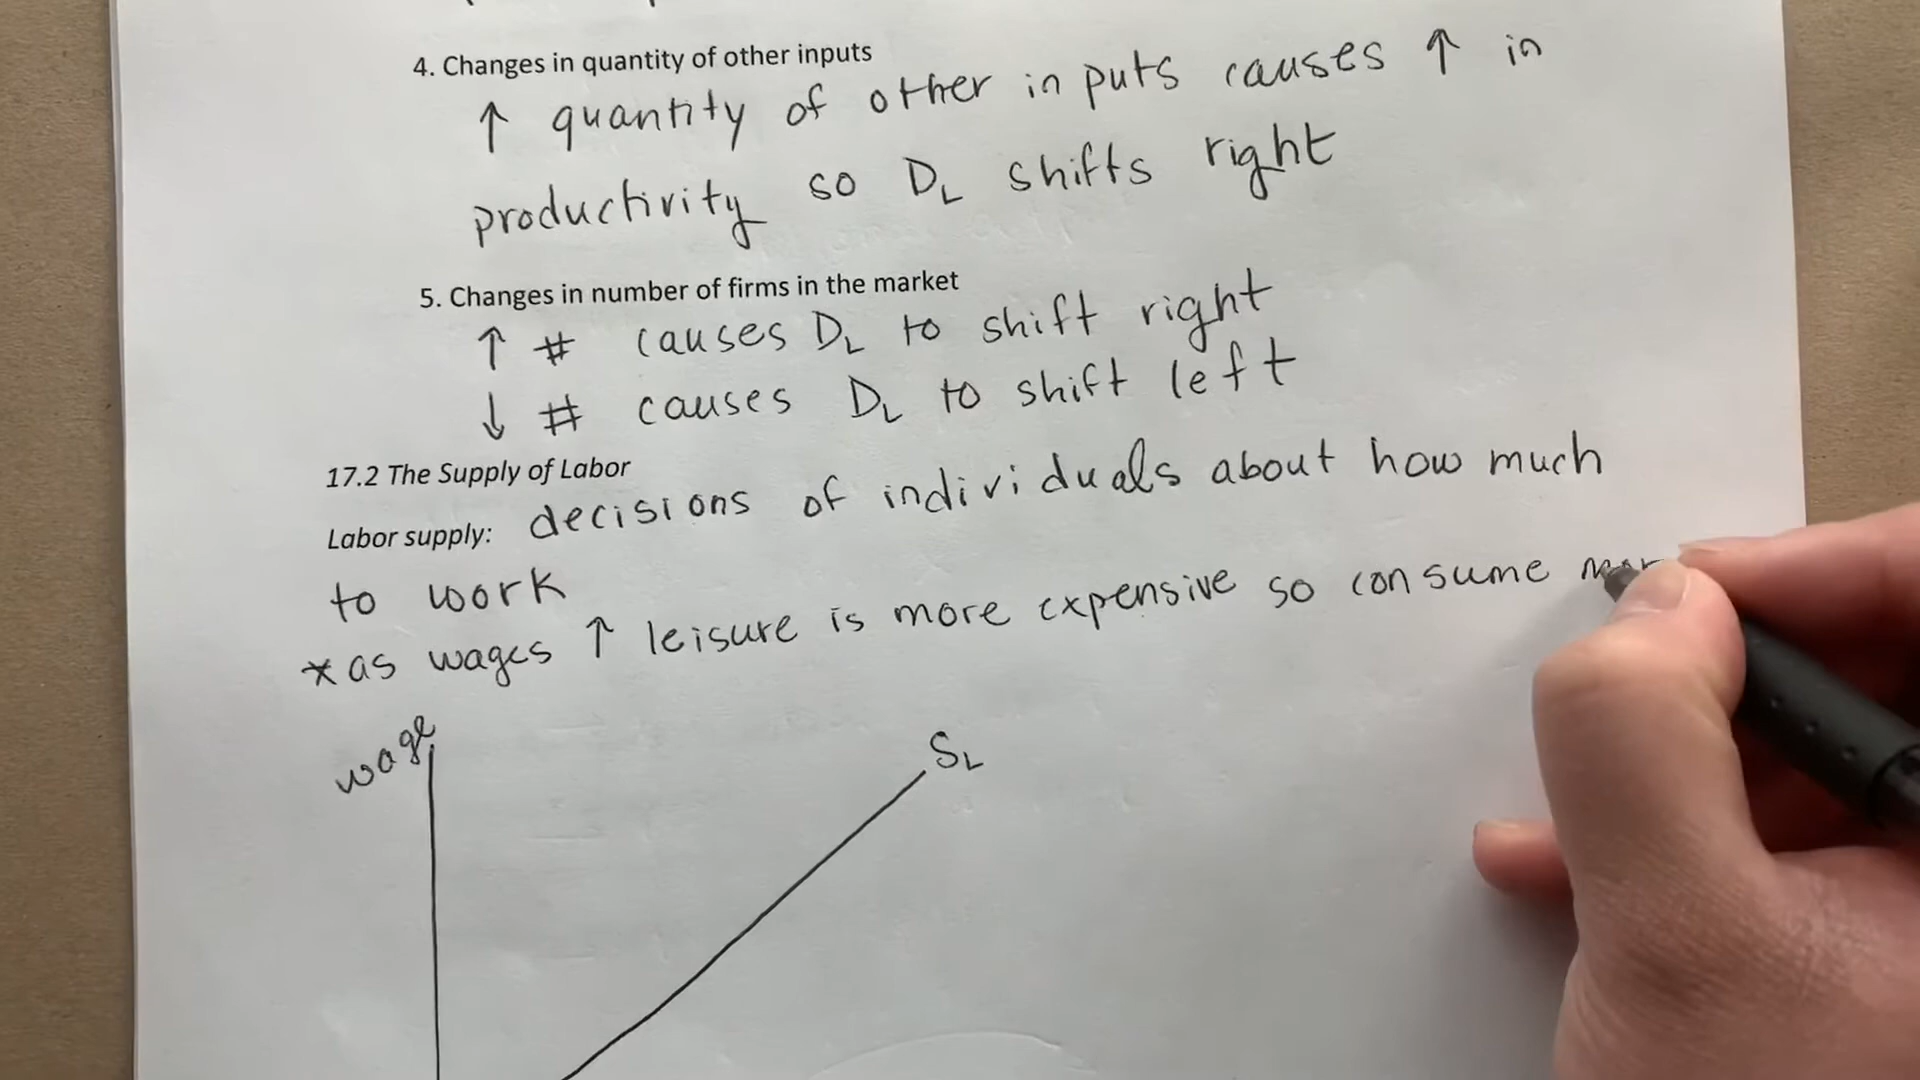 4. Changes in quantity of other inputs
↑ quantity of other inputs causes ↑ in
productivity so DL shifts right
5. Changes in number of firms in the market
↑ # causes DL to shift right
↓ # causes DL to shift left
17.2 The Supply of Labor
Labor supply: decisions of individuals about how much
to work
*as wages ↑ leisure is more expensive so consume mor
wage
SL